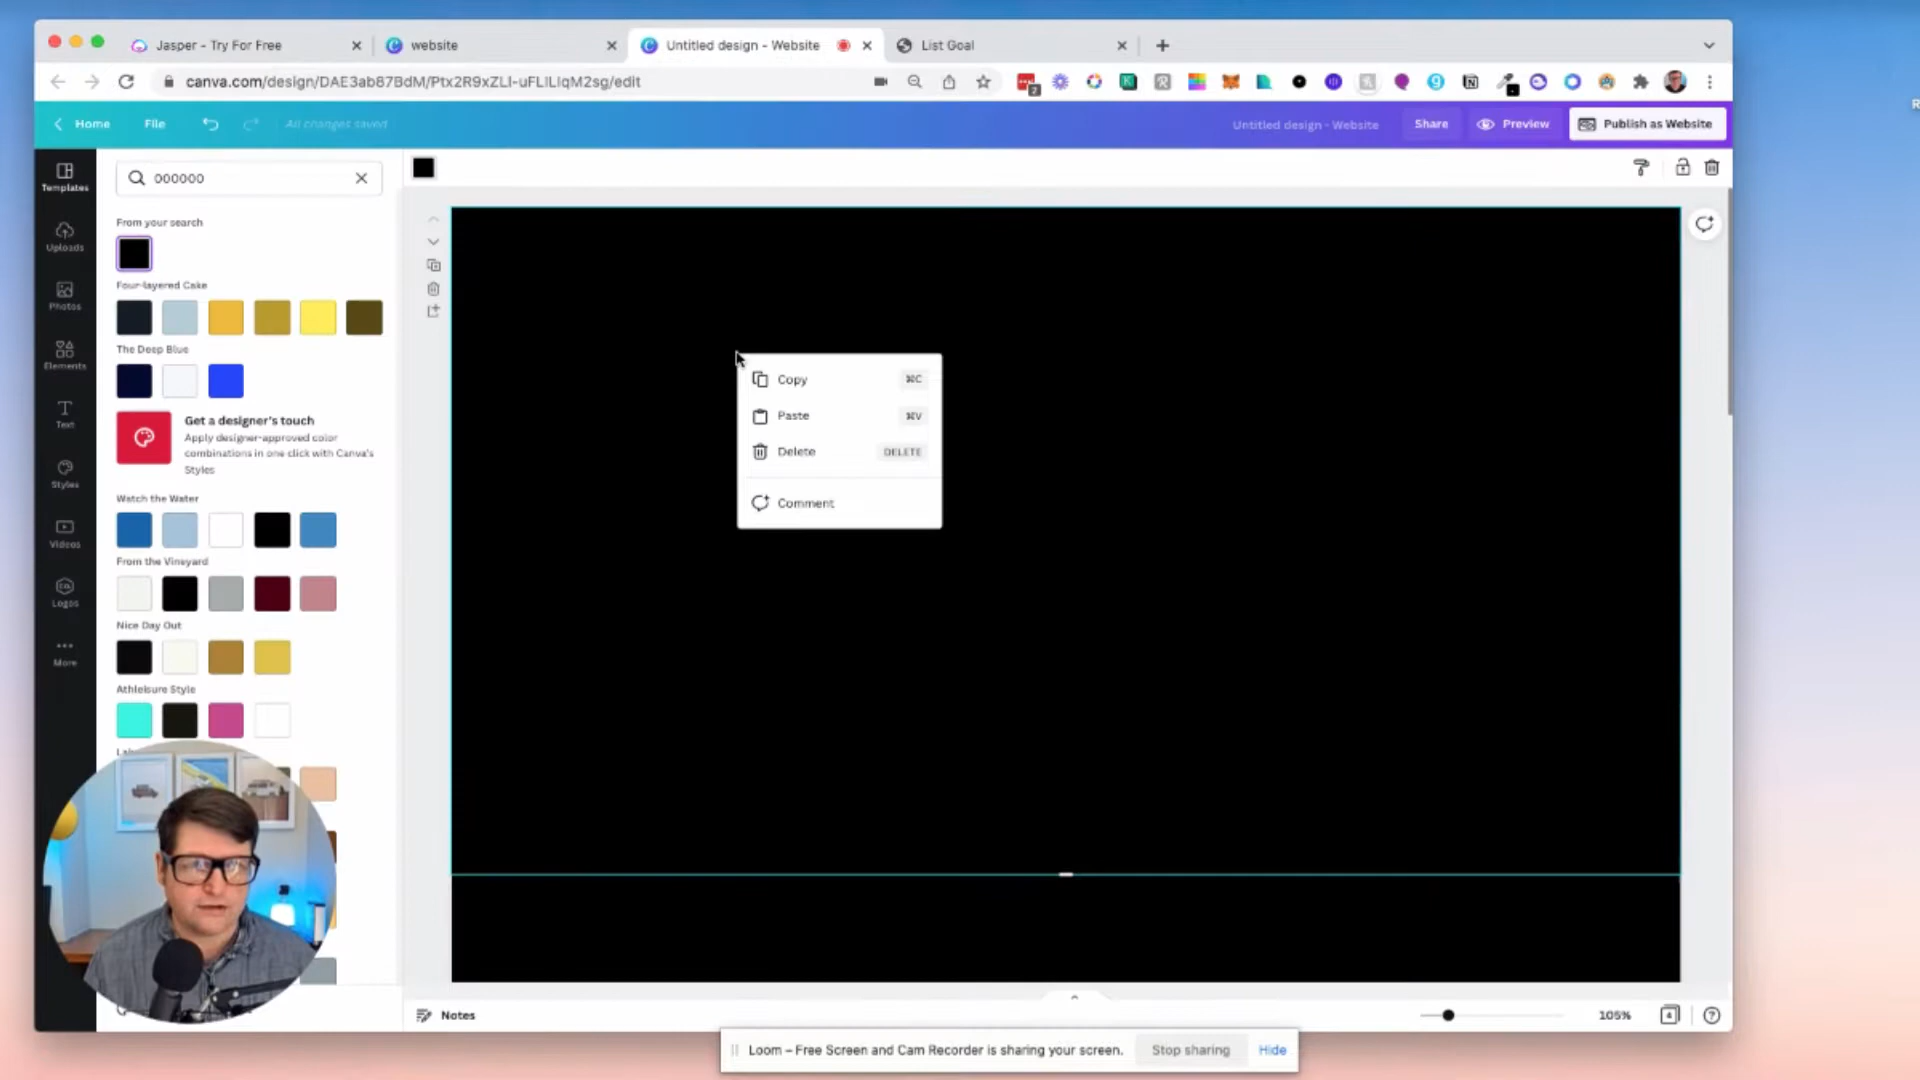 Jasper - Try For Free
website
Untitled design - Website
List Goal
canva.com/design/DAE3ab87BdM/Ptx2R9xZLI-uFLILIqM2sg/edit
2
Home
File
All changes saved
Untitled design - Website
Share
Preview
Publish as Website
Templates
Uploads
Photos
Elements
Text
Styles
Videos
Logos
More
000000
From your search
Four-layered Cake
The Deep Blue
Get a designer's touch
Apply designer-approved color
combinations in one click with Canva's
Styles
Watch the Water
From the Vineyard
Nice Day Out
Athleisure Style
Copy ⌘C
Paste ⌘V
Delete DELETE
Comment
Notes
105%
4
Loom – Free Screen and Cam Recorder is sharing your screen.
Stop sharing
Hide